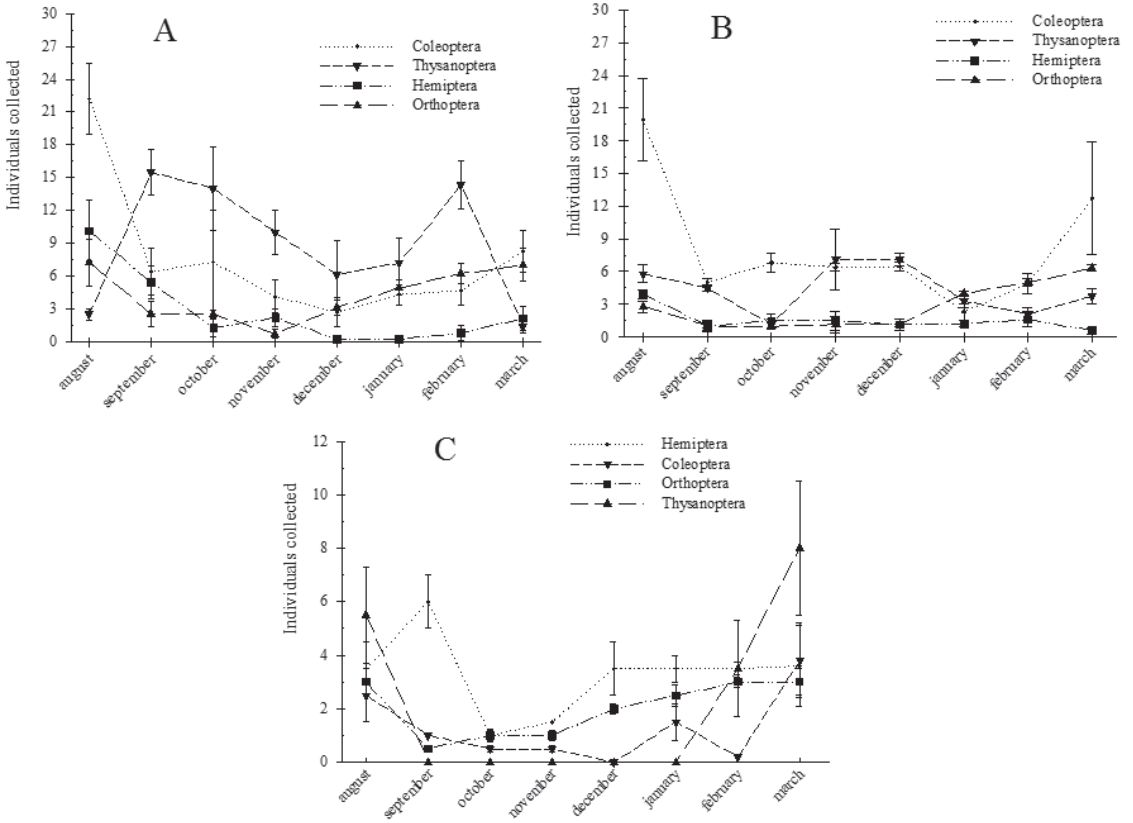 A
Individuals collected
30
27
24
21
18
15
12
9
6
3
0
Coleoptera
Thysanoptera
Hemiptera
Orthoptera
august
september
october
november
december
january
february
march
B
Individuals collected
30
27
24
21
18
15
12
9
6
3
0
Coleoptera
Thysanoptera
Hemiptera
Orthoptera
august
september
october
november
december
january
february
march
C
Individuals collected
12
10
8
6
4
2
0
Hemiptera
Coleoptera
Orthoptera
Thysanoptera
august
september
october
november
december
january
february
march